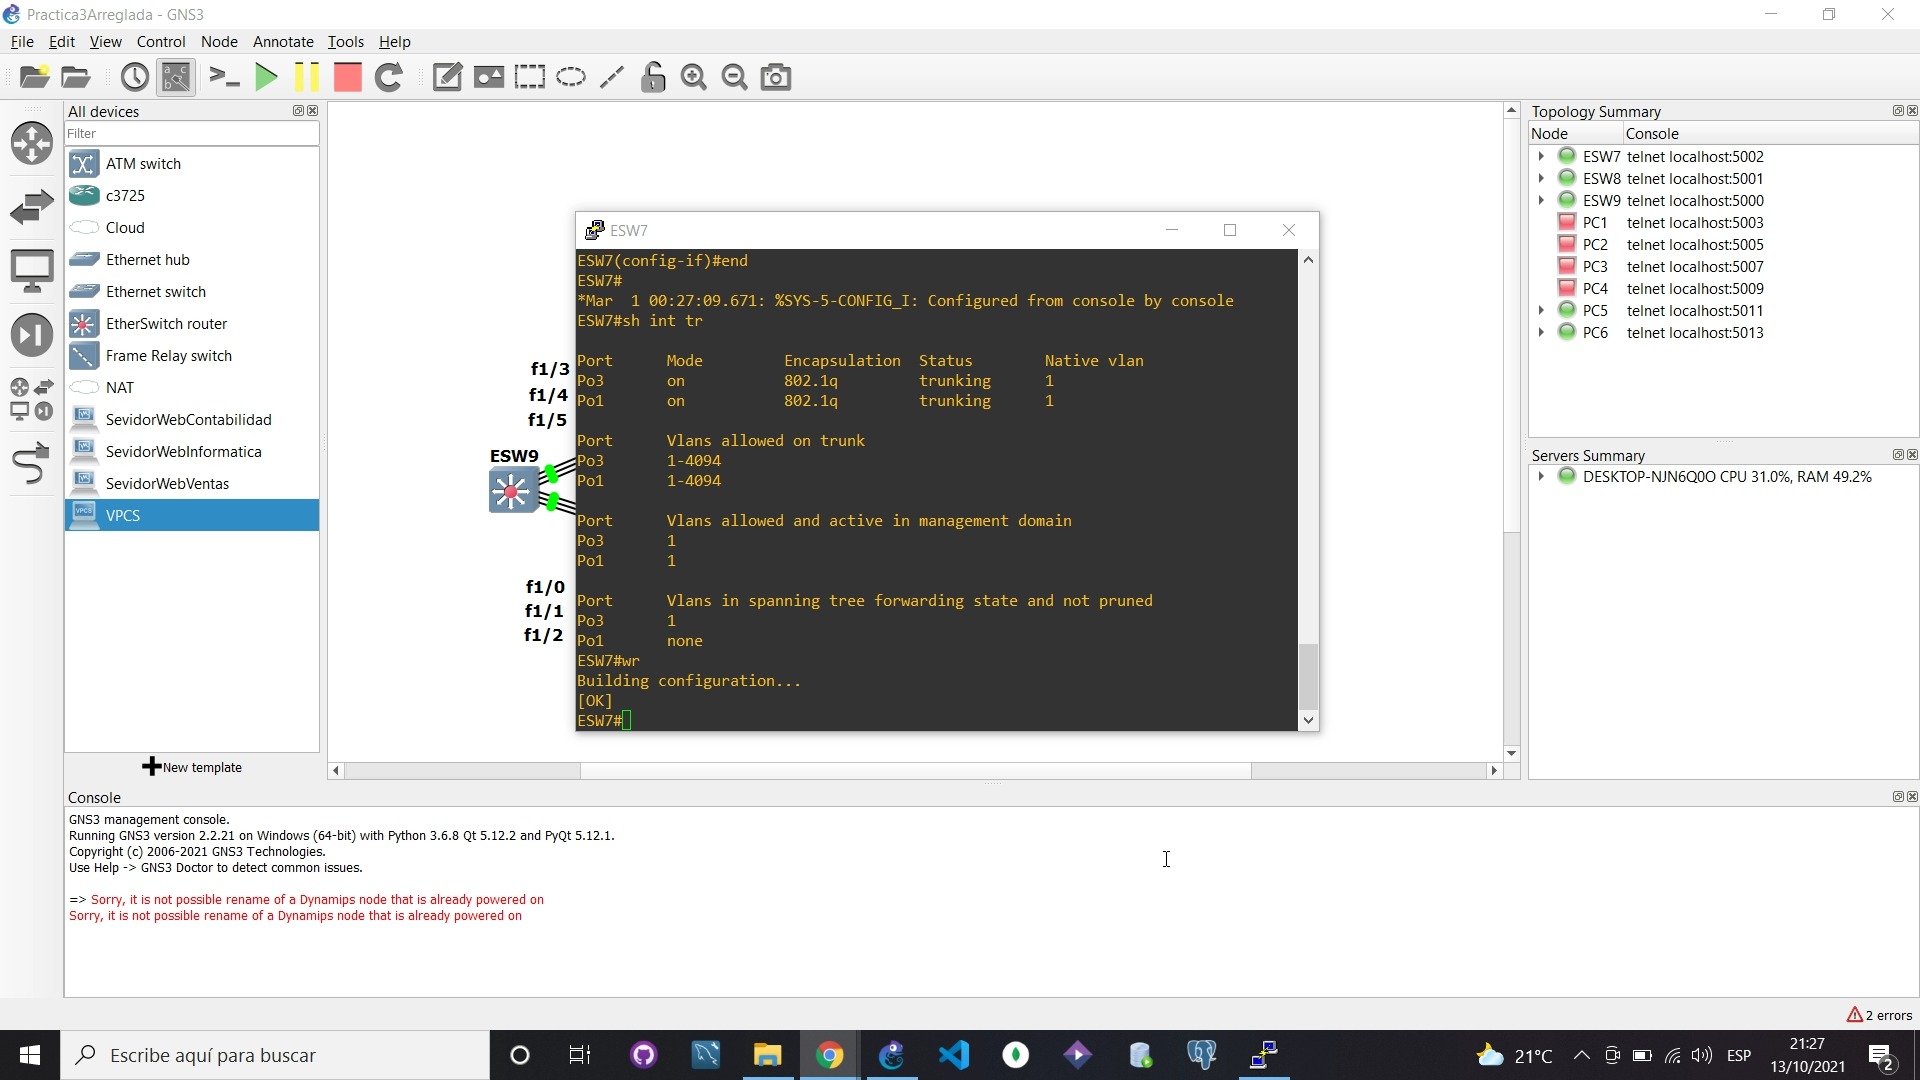 Practica3Arreglada - GNS3
File Edit View Control Node Annotate Tools Help
All devices
Filter
ATM switch
c3725
Cloud
Ethernet hub
Ethernet switch
EtherSwitch router
Frame Relay switch
NAT
SevidorWebContabilidad
SevidorWebInformatica
SevidorWebVentas
VPCS
New template
f1/3
f1/4
f1/5
ESW9
f1/0
f1/1
f1/2
ESW7
ESW7(config-if)#end
ESW7#
*Mar  1 00:27:09.671: %SYS-5-CONFIG_I: Configured from console by console
ESW7#sh int tr
Port Mode Encapsulation Status Native vlan
Po3 on 802.1q trunking 1
Po1 on 802.1q trunking 1
Port Vlans allowed on trunk
Po3 1-4094
Po1 1-4094
Port Vlans allowed and active in management domain
Po3 1
Po1 1
Port Vlans in spanning tree forwarding state and not pruned
Po3 1
Po1 none
ESW7#wr
Building configuration...
[OK]
ESW7#
Topology Summary
Node Console
ESW7 telnet localhost:5002
ESW8 telnet localhost:5001
ESW9 telnet localhost:5000
PC1 telnet localhost:5003
PC2 telnet localhost:5005
PC3 telnet localhost:5007
PC4 telnet localhost:5009
PC5 telnet localhost:5011
PC6 telnet localhost:5013
Servers Summary
DESKTOP-NJN6Q0O CPU 31.0%, RAM 49.2%
Console
GNS3 management console.
Running GNS3 version 2.2.21 on Windows (64-bit) with Python 3.6.8 Qt 5.12.2 and PyQt 5.12.1.
Copyright (c) 2006-2021 GNS3 Technologies.
Use Help -> GNS3 Doctor to detect common issues.
=> Sorry, it is not possible rename of a Dynamips node that is already powered on
Sorry, it is not possible rename of a Dynamips node that is already powered on
2 errors
Escribe aquí para buscar
21°C
ESP
21:27
13/10/2021
2